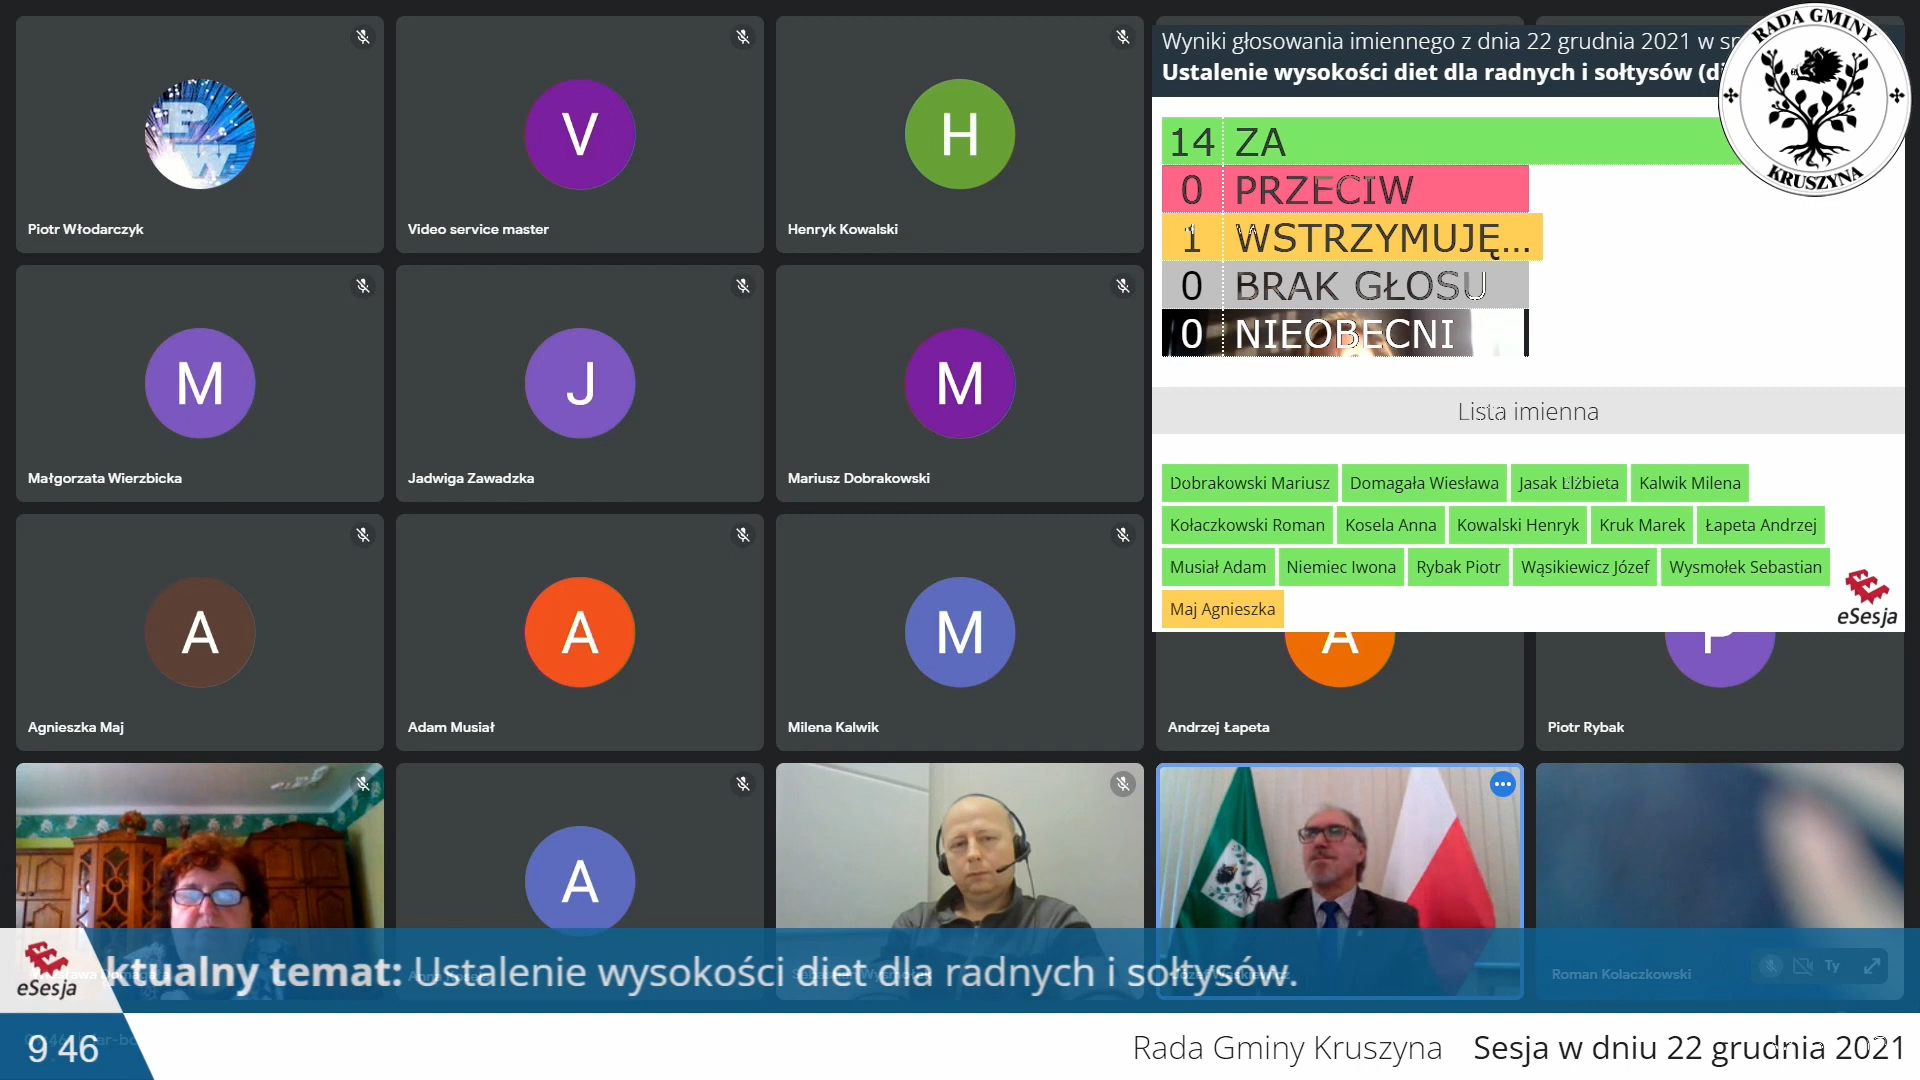 Wyniki głosowania imiennego z dnia 22 grudnia 2021 w
Ustalenie wysokości diet dla radnych i sołtysów
RADA GMINY
KRUSZYNA
14 ZA
0 PRZECIW
1 WSTRZYMUJĘ...
0 BRAK GŁOSU
0 NIEOBECNI
Lista imienna
Dobrakowski Mariusz Domagała Wiesława Jasak Elżbieta Kalwik Milena
Kołaczkowski Roman Kosela Anna Kowalski Henryk Kruk Marek Łapeta Andrzej
Musiał Adam Niemiec Iwona Rybak Piotr Wąsikiewicz Józef Wysmołek Sebastian
Maj Agnieszka
eSesja
P W
Piotr Włodarczyk
V
Video service master
H
Henryk Kowalski
M
Małgorzata Wierzbicka
J
Jadwiga Zawadzka
M
Mariusz Dobrakowski
A
Agnieszka Maj
A
Adam Musiał
M
Milena Kalwik
A
Andrzej Łapeta
P
Piotr Rybak
A
Roman Kolaczkowski
Ty
eSesja
ktualny temat: Ustalenie wysokości diet dla radnych i sołtysów.
9 46
Rada Gminy Kruszyna Sesja w dniu 22 grudnia 2021